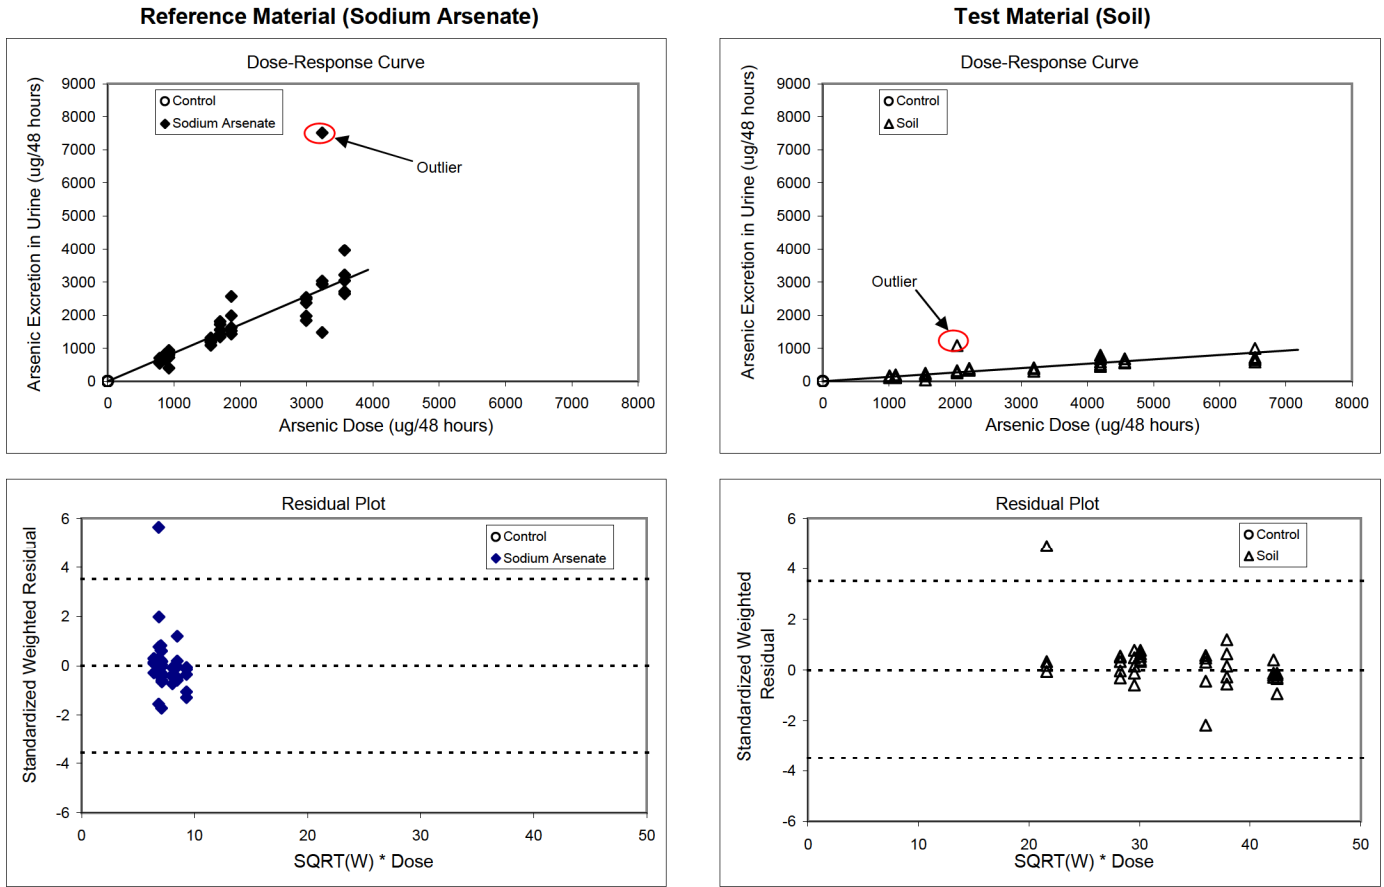 Reference Material (Sodium Arsenate)
Dose-Response Curve
Arsenic Excretion in Urine (ug/48 hours)
9000
8000
7000
6000
5000
4000
3000
2000
1000
0
Control
Sodium Arsenate
Outlier
0 1000 2000 3000 4000 5000 6000 7000 8000
Arsenic Dose (ug/48 hours)
Test Material (Soil)
Dose-Response Curve
Arsenic Excretion in Urine (ug/48 hours)
9000
8000
7000
6000
5000
4000
3000
2000
1000
0
Control
Soil
Outlier
0 1000 2000 3000 4000 5000 6000 7000 8000
Arsenic Dose (ug/48 hours)
Residual Plot
Standardized Weighted Residual
6
4
2
0
-2
-4
-6
Control
Sodium Arsenate
0 10 20 30 40 50
SQRT(W) * Dose
Residual Plot
Standardized Weighted
Residual
6
4
2
0
-2
-4
-6
Control
Soil
0 10 20 30 40 50
SQRT(W) * Dose